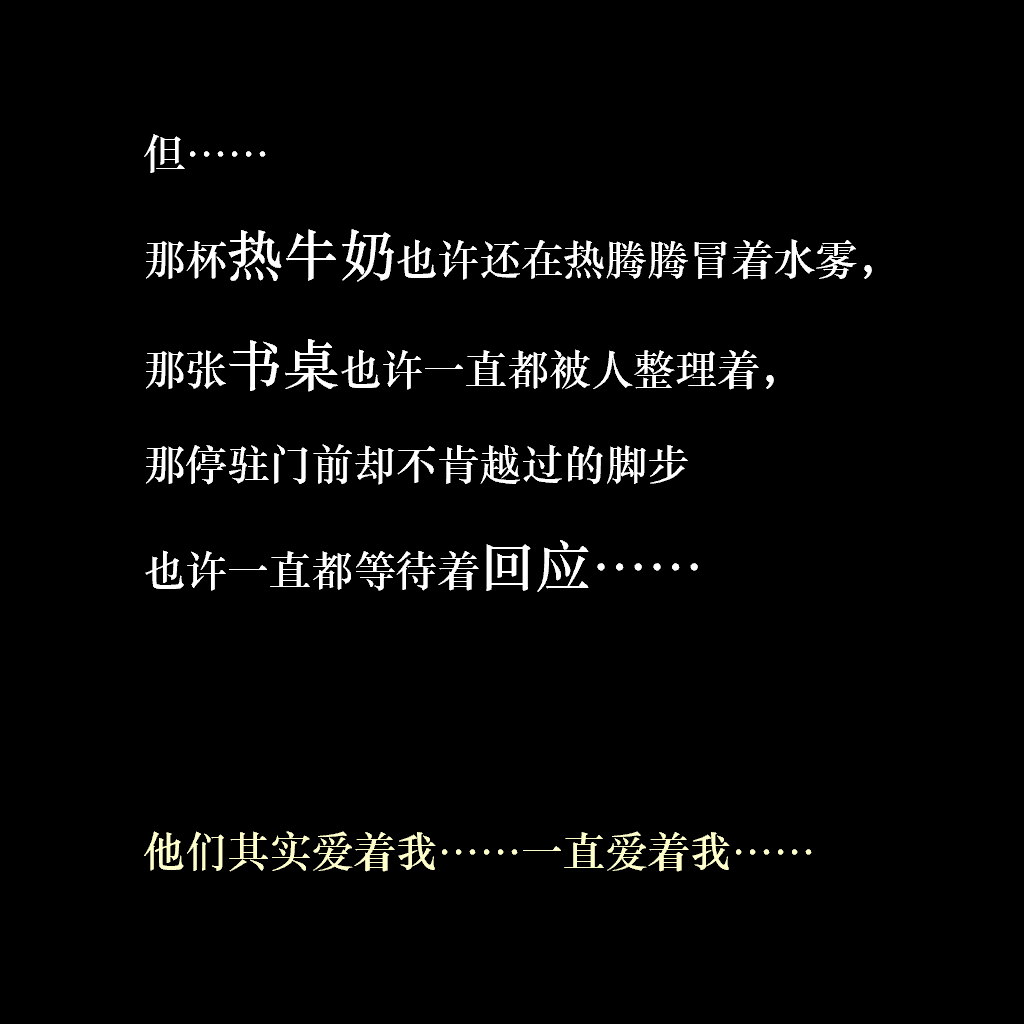 但……
那杯热牛奶也许还在热腾腾冒着水雾，
那张书桌也许一直都被人整理着，
那停驻门前却不肯越过的脚步
也许一直都等待着回应……
他们其实爱着我……一直爱着我……